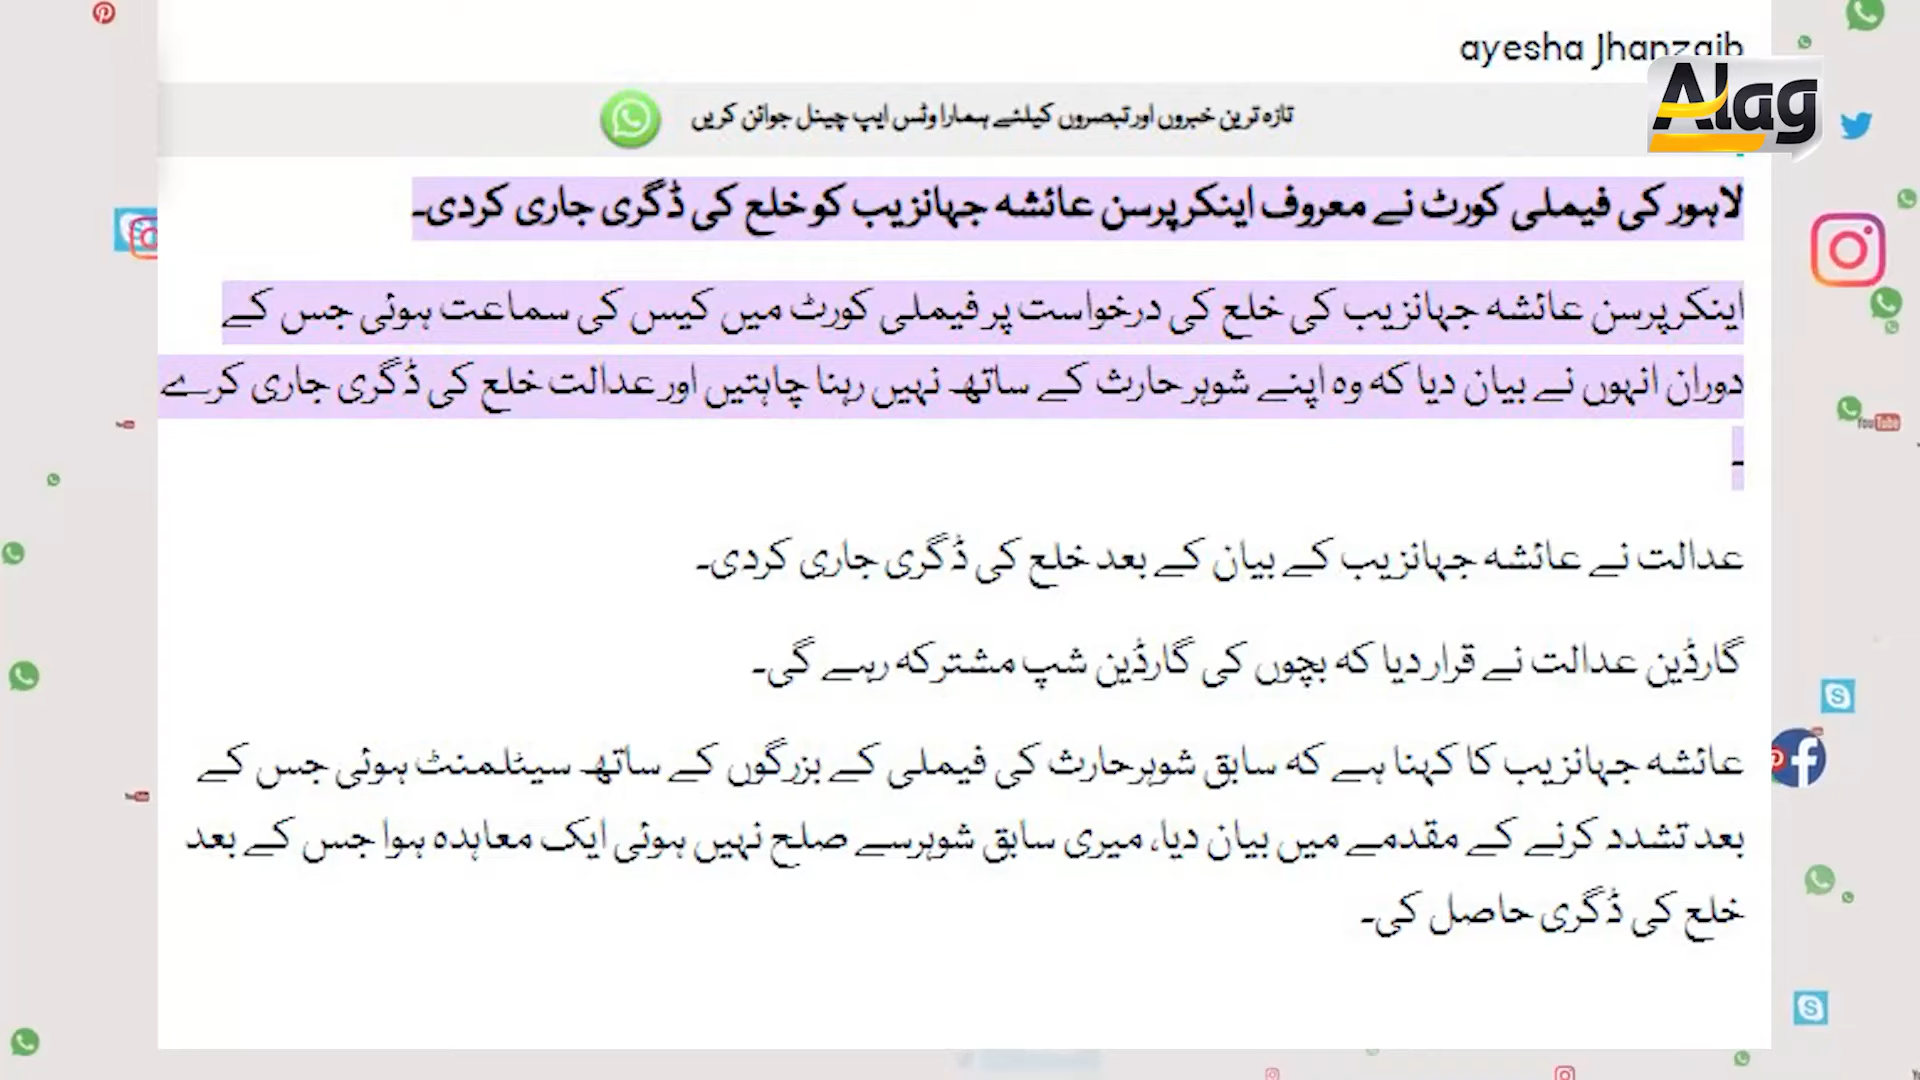 ayesha Jhanzaib
Alag
تازہ ترین خبروں اور تبصروں کیلئے ہمارا وٹس ایپ چینل جوائن کریں
لاہور کی فیملی کورٹ نے معروف اینکر پرسن عائشہ جہانزیب کو خلع کی ڈگری جاری کردی۔
اینکر پرسن عائشہ جہانزیب کی خلع کی درخواست پر فیملی کورٹ میں کیس کی سماعت ہوئی جس کے
دوران انہوں نے بیان دیا کہ وہ اپنے شوہر حارث کے ساتھ نہیں رہنا چاہتیں اور عدالت خلع کی ڈگری جاری کرے
۔
عدالت نے عائشہ جہانزیب کے بیان کے بعد خلع کی ڈگری جاری کردی۔
گارڈین عدالت نے قرار دیا کہ بچوں کی گارڈین شپ مشترکہ رہے گی۔
عائشہ جہانزیب کا کہنا ہے کہ سابق شوہر حارث کی فیملی کے بزرگوں کے ساتھ سیٹلمنٹ ہوئی جس کے
بعد تشدد کرنے کے مقدمے میں بیان دیا، میری سابق شوہر سے صلح نہیں ہوئی ایک معاہدہ ہوا جس کے بعد
خلع کی ڈگری حاصل کی۔
YouTube